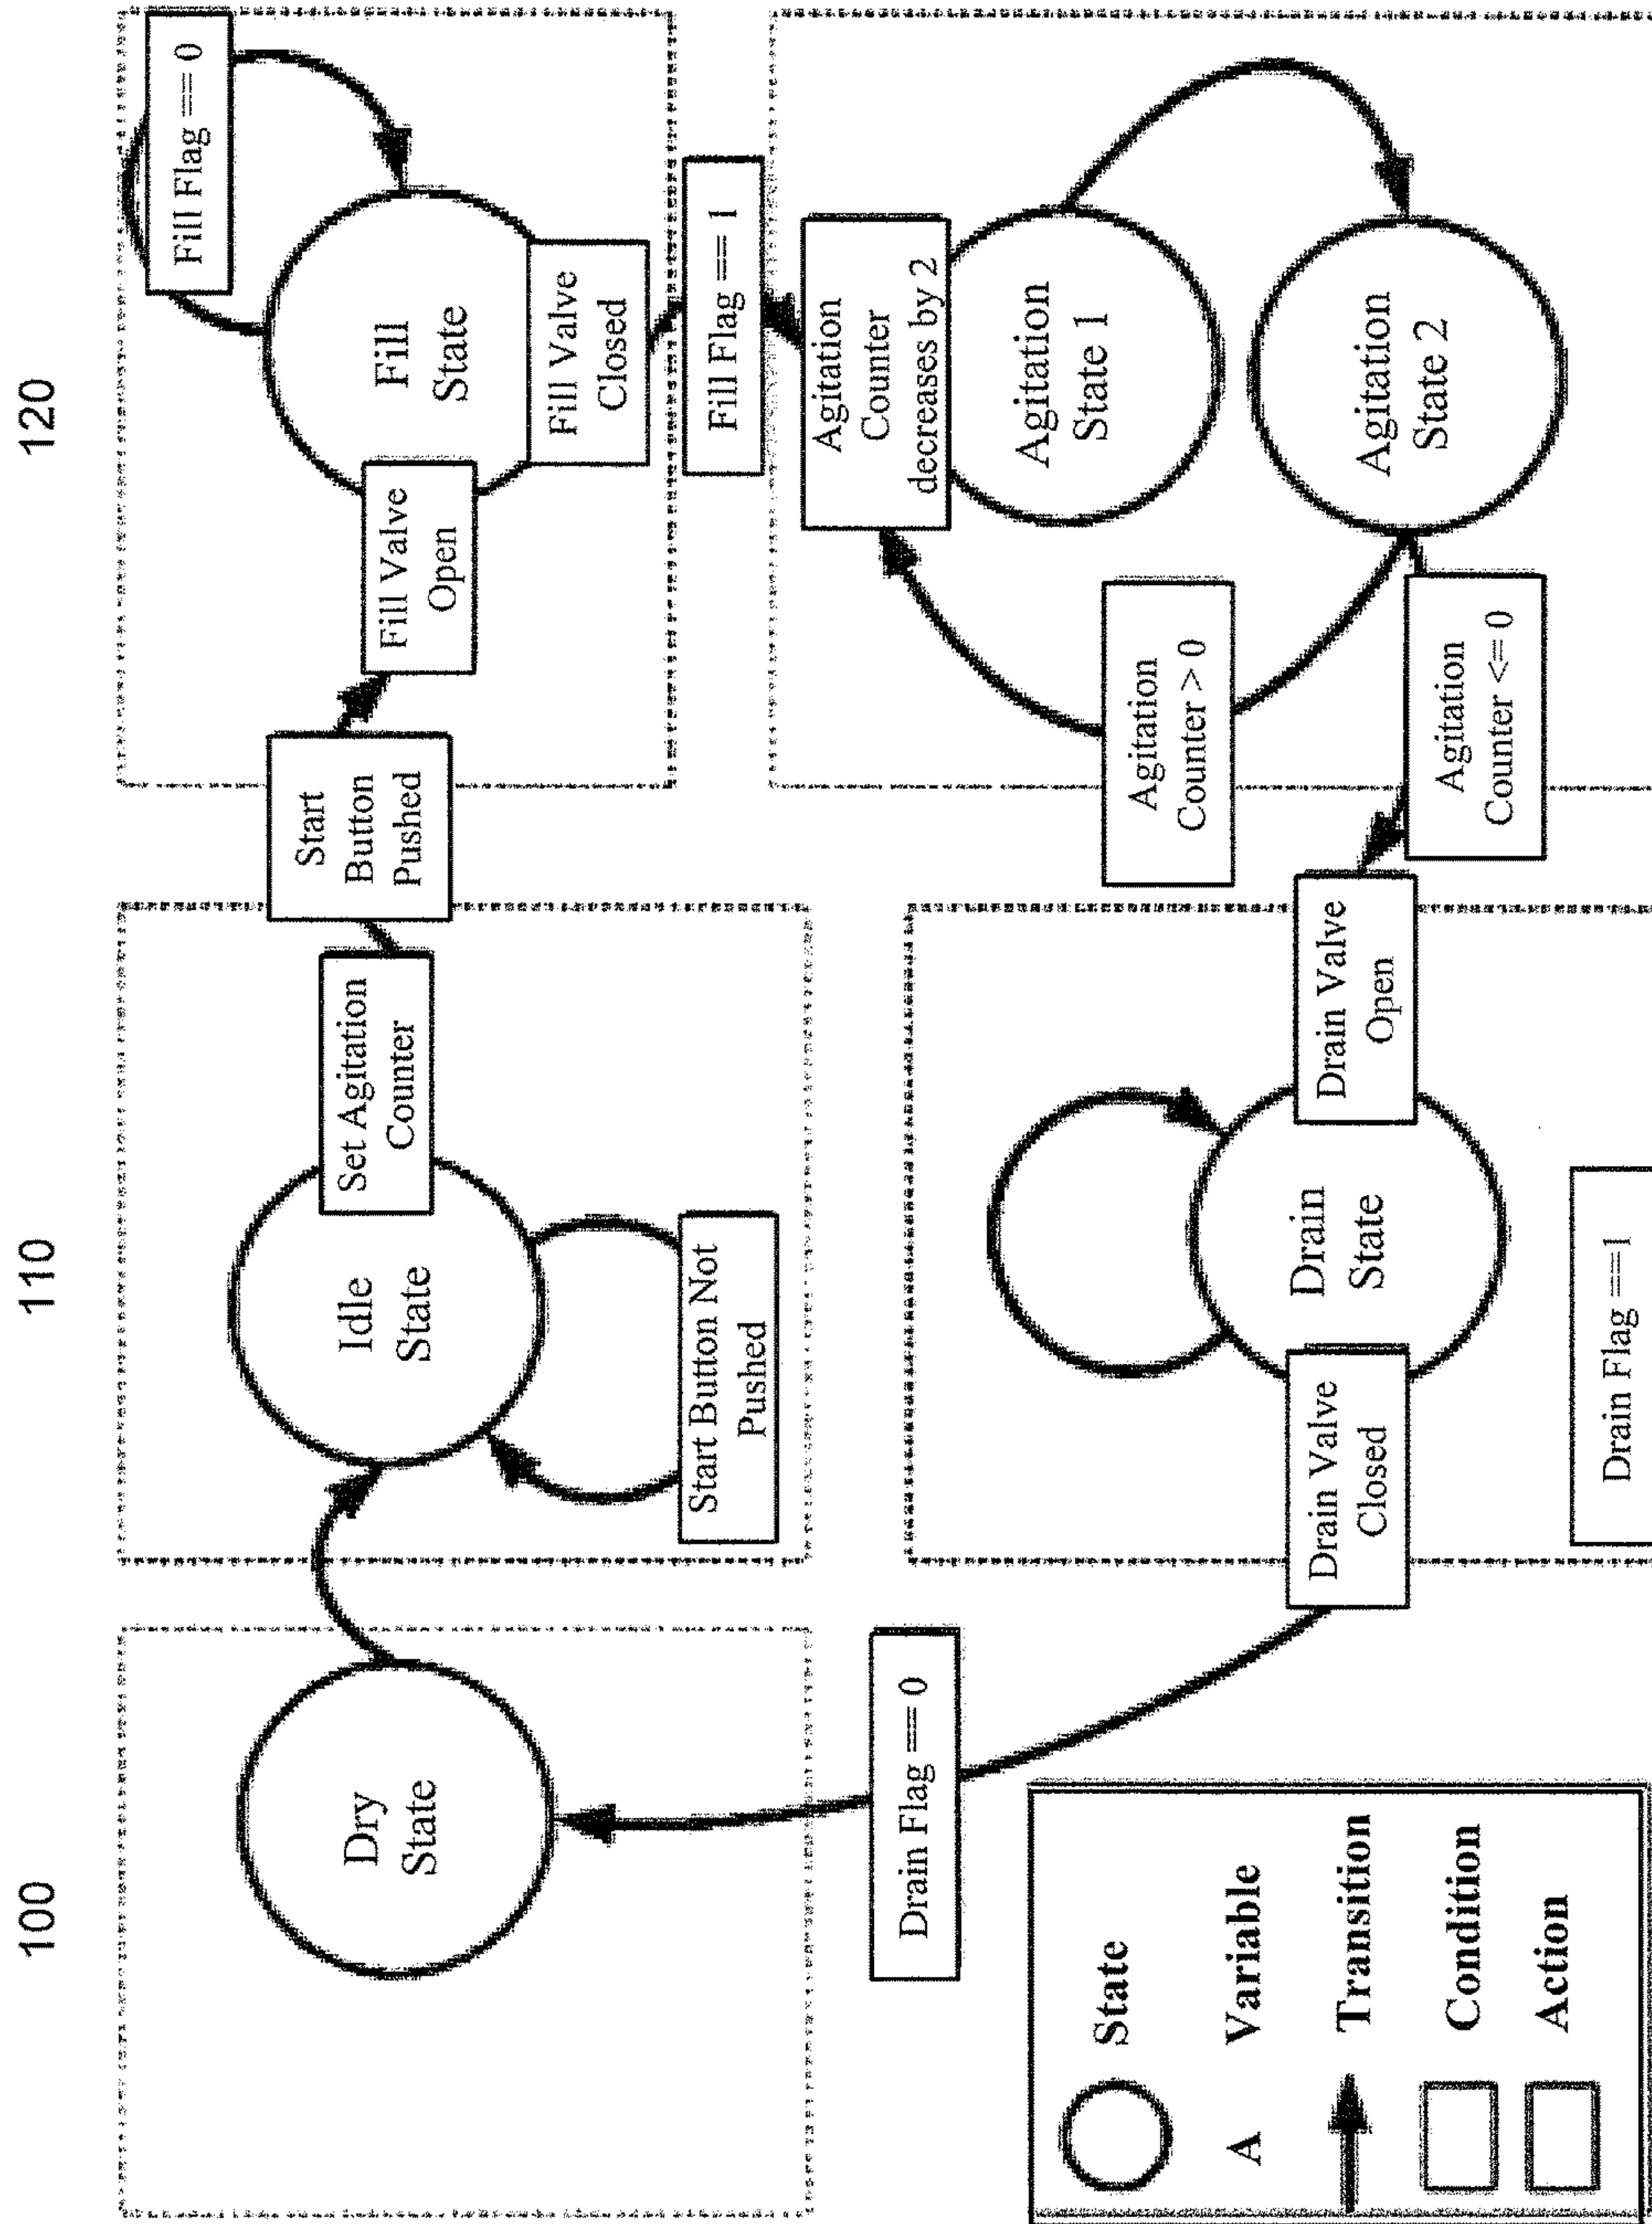 100
110
120
Dry
State
Idle
State
Set Agitation
Counter
Start Button Not
Pushed
Start
Button
Pushed
Fill Valve
Open
Fill
State
Fill Flag == 0
Fill Valve
Closed
Fill Flag == 1
Agitation
Counter
decreases by 2
Agitation
State 1
Agitation
State 2
Agitation
Counter > 0
Agitation
Counter <= 0
Drain Valve
Open
Drain
State
Drain Valve
Closed
Drain Flag ==1
Drain Flag == 0
State
A Variable
Transition
Condition
Action